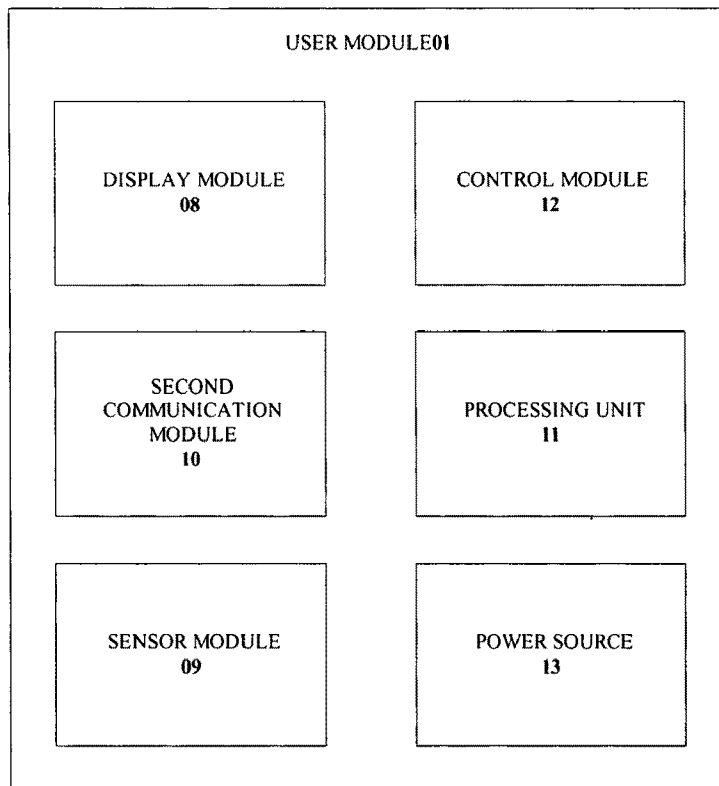 USER MODULE01
DISPLAY MODULE
08
CONTROL MODULE
12
SECOND
COMMUNICATION
MODULE
10
PROCESSING UNIT
11
SENSOR MODULE
09
POWER SOURCE
13